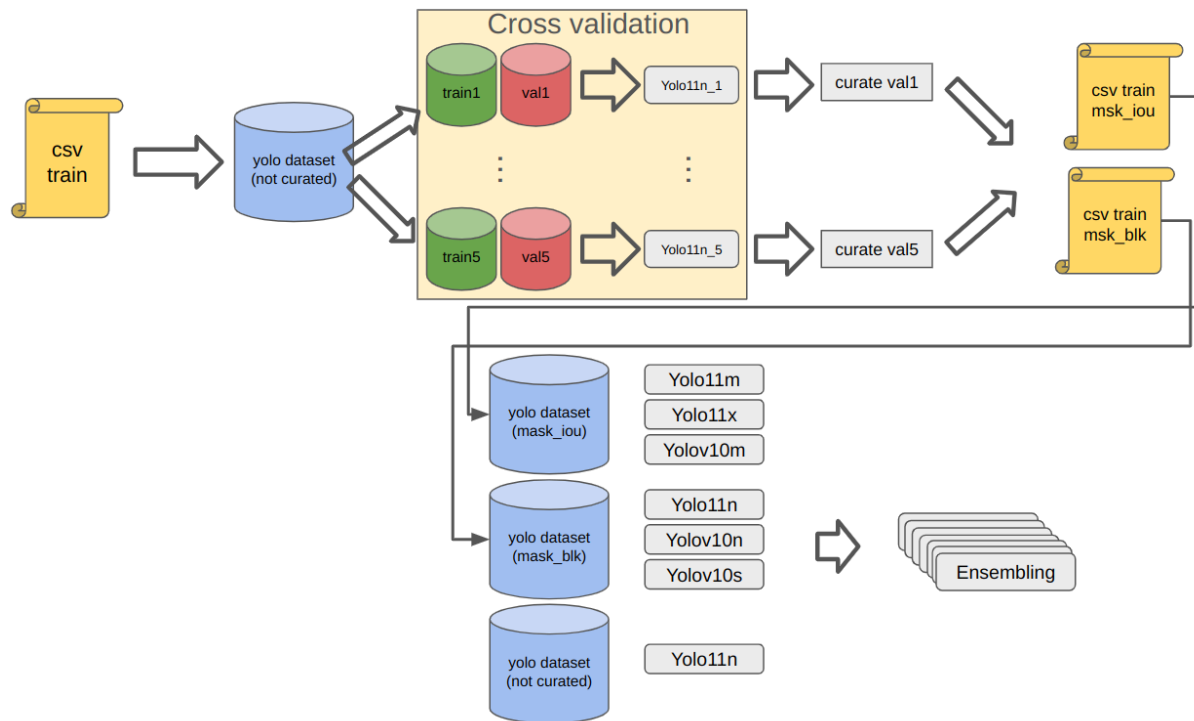 Cross validation
csv
train
yolo dataset
(not curated)
train1
val1
Yolo11n_1
curate val1
csv train
msk_iou
⋮
⋮
train5
val5
Yolo11n_5
curate val5
csv train
msk_blk
yolo dataset
(mask_iou)
Yolo11m
Yolo11x
Yolov10m
yolo dataset
(mask_blk)
Yolo11n
Yolov10n
Yolov10s
Ensembling
yolo dataset
(not curated)
Yolo11n